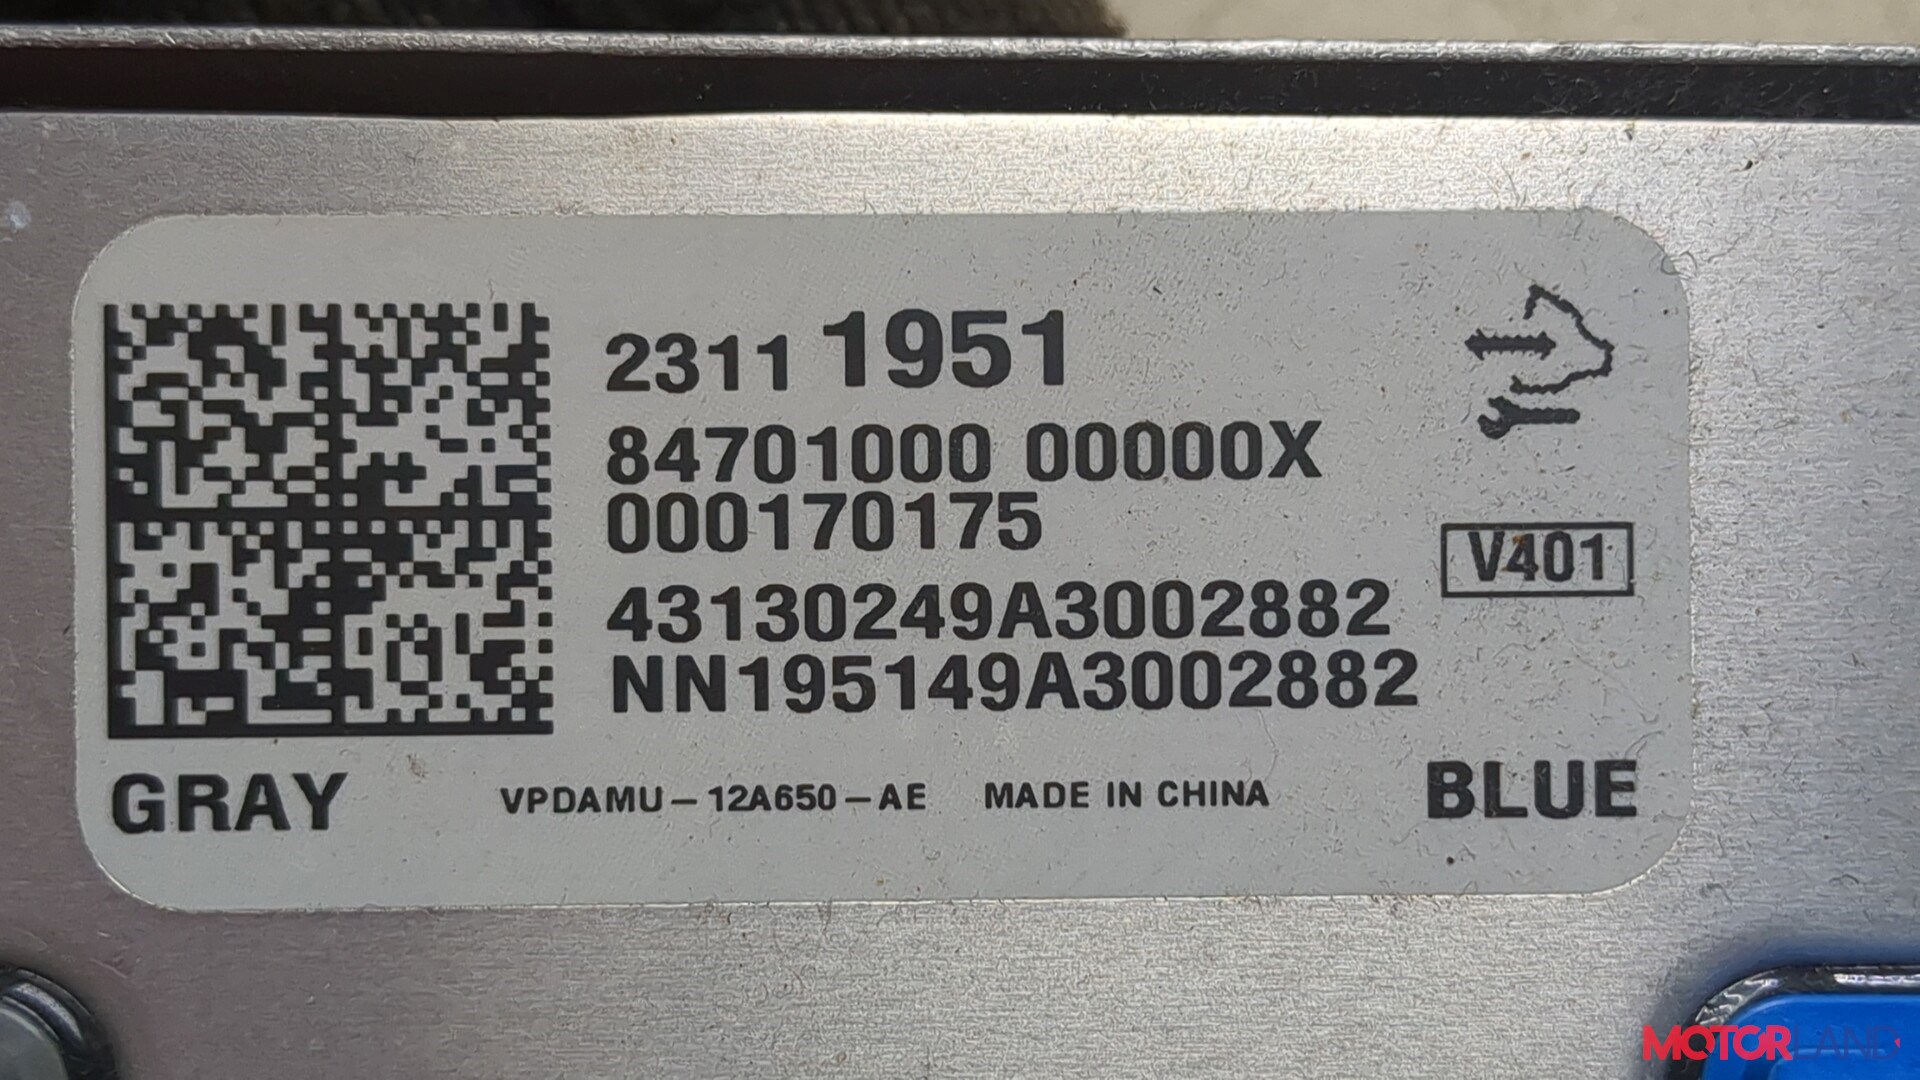 2311 1951
84701000 00000X
000170175
V401
43130249A3002882
NN195149A3002882
GRAY VPDAMU-12A650-AE MADE IN CHINA BLUE
MOTORLAND